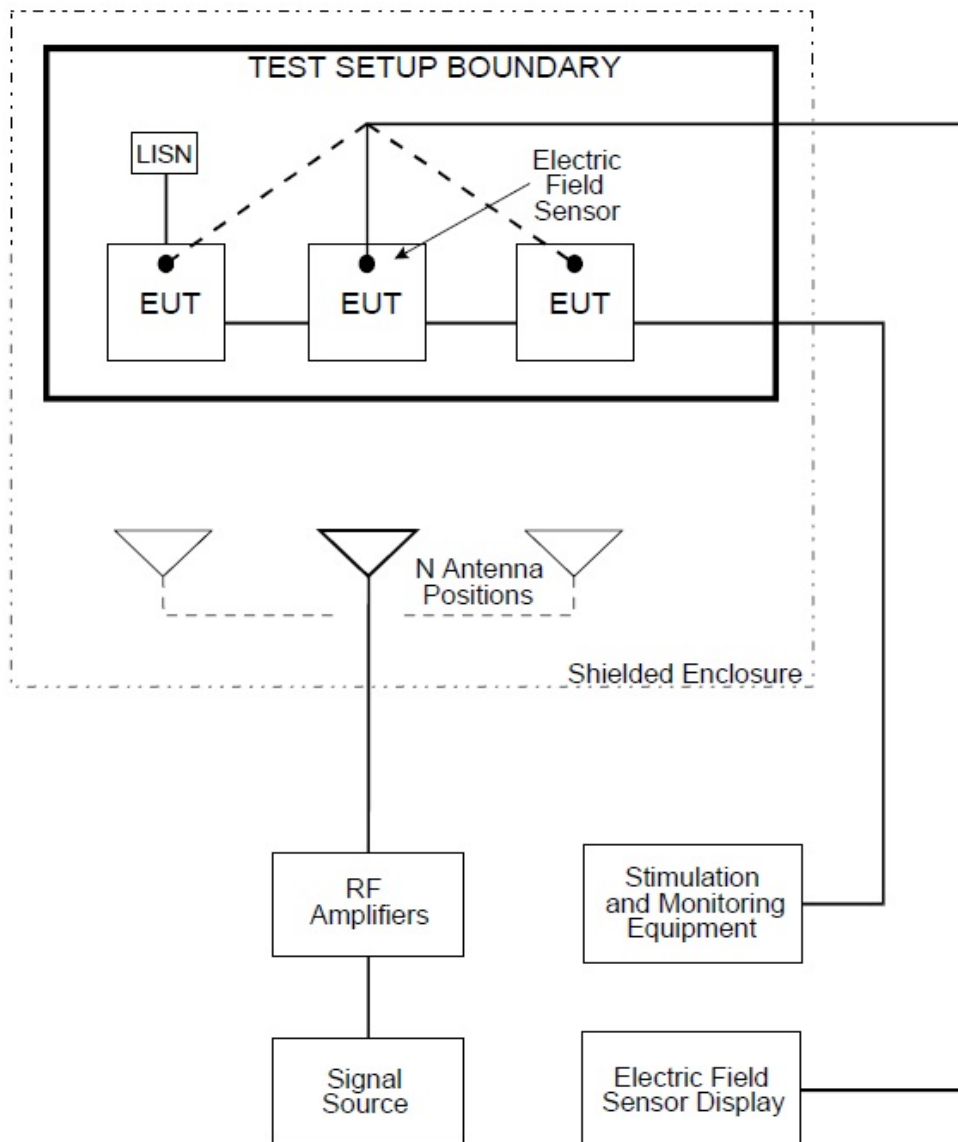 TEST SETUP BOUNDARY
LISN
Electric
Field
Sensor
EUT
EUT
EUT
N Antenna
Positions
Shielded Enclosure
RF
Amplifiers
Stimulation
and Monitoring
Equipment
Signal
Source
Electric Field
Sensor Display